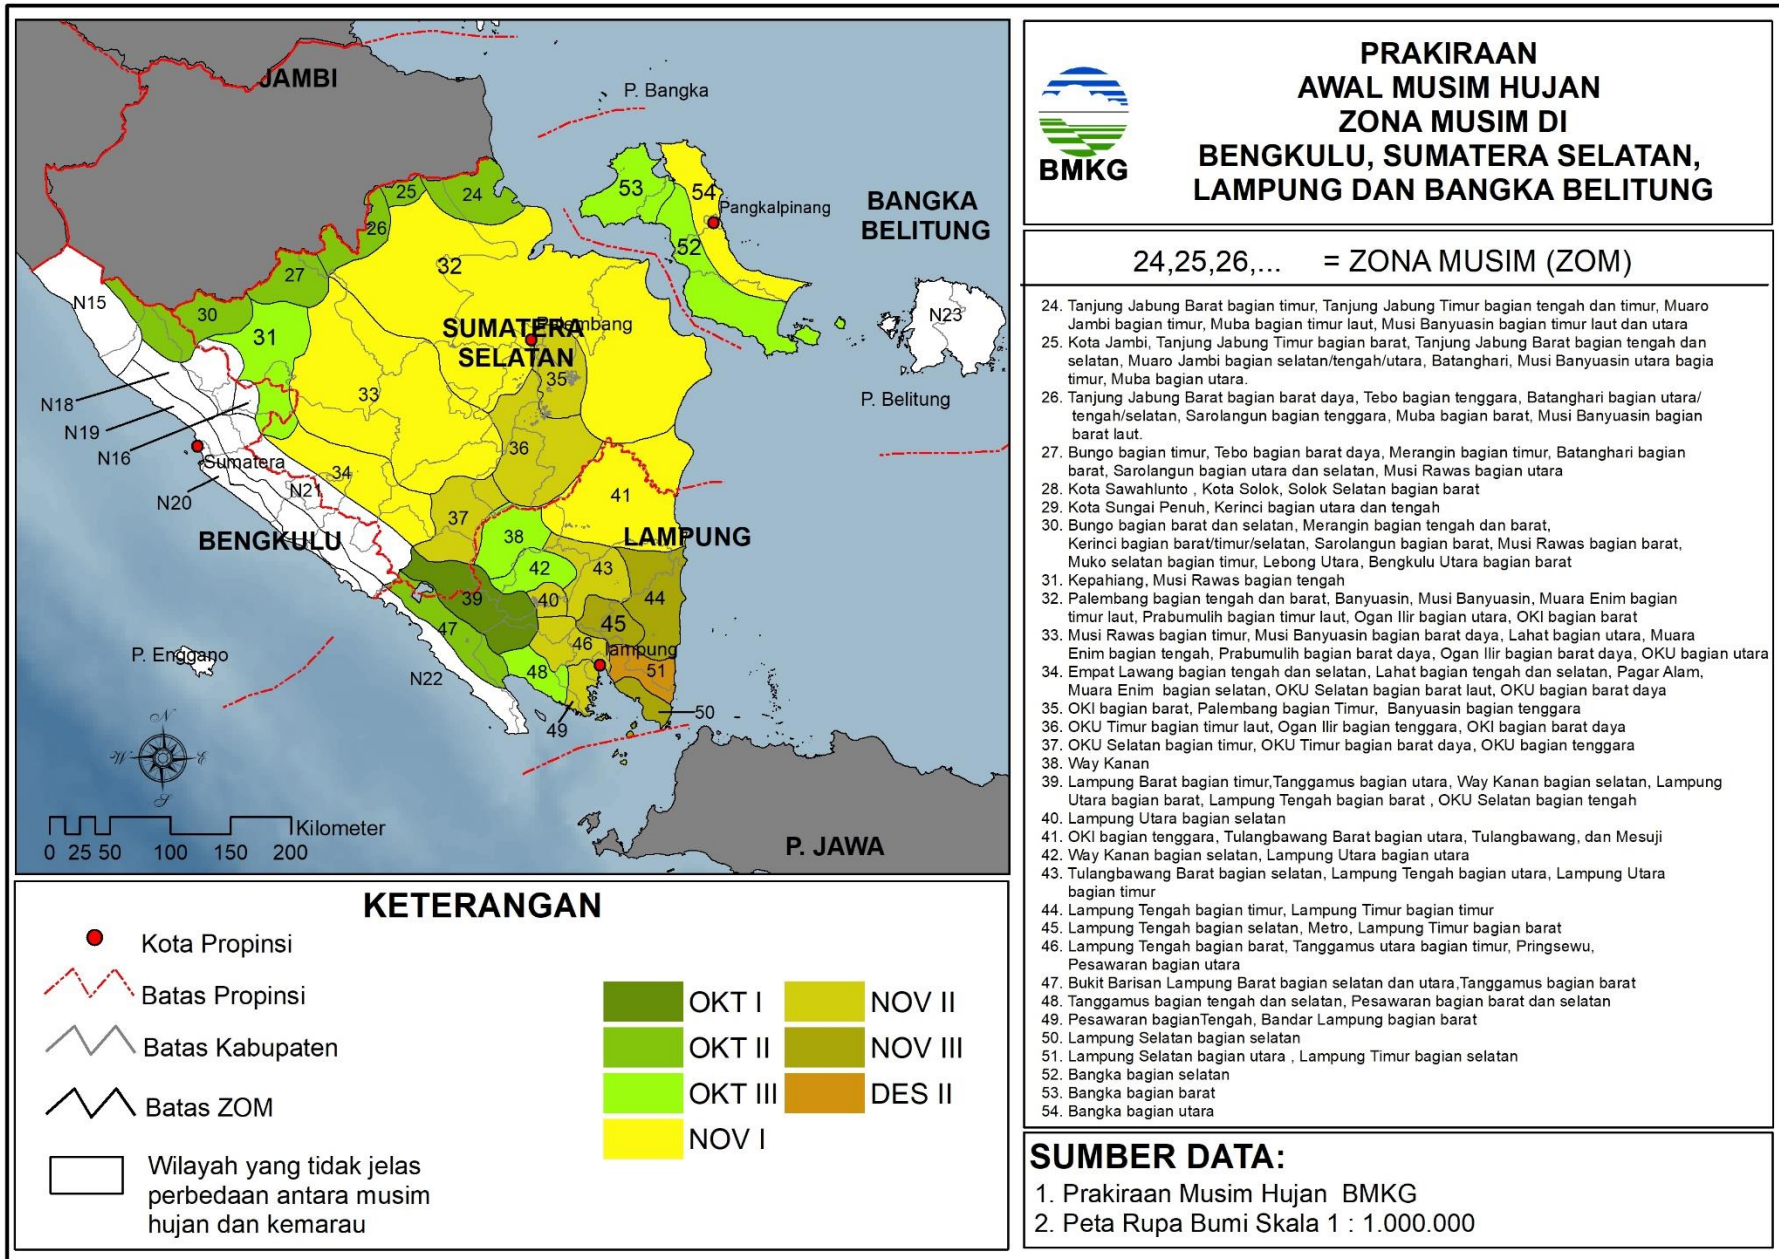 JAMBI
P. Bangka
BANGKA
BELITUNG
53
54
Pangkalpinang
52
25
24
26
32
27
N15
30
31
SUMATERA
SELATAN
Palembang
N23
P. Belitung
33
35
N18
N19
N16
36
Sumatera
34
N20
N21
41
BENGKULU
37
38
LAMPUNG
42
43
39
40
44
45
47
46
lampung
P. Enggano
N22
48
51
49
50
N
W
E
S
Kilometer
0 25 50 100 150 200
P. JAWA
KETERANGAN
Kota Propinsi
Batas Propinsi
Batas Kabupaten
Batas ZOM
Wilayah yang tidak jelas
perbedaan antara musim
hujan dan kemarau
OKT I
OKT II
OKT III
NOV I
NOV II
NOV III
DES II
BMKG
PRAKIRAAN
AWAL MUSIM HUJAN
ZONA MUSIM DI
BENGKULU, SUMATERA SELATAN,
LAMPUNG DAN BANGKA BELITUNG
24,25,26,... = ZONA MUSIM (ZOM)
24. Tanjung Jabung Barat bagian timur, Tanjung Jabung Timur bagian tengah dan timur, Muaro
Jambi bagian timur, Muba bagian timur laut, Musi Banyuasin bagian timur laut dan utara
25. Kota Jambi, Tanjung Jabung Timur bagian barat, Tanjung Jabung Barat bagian tengah dan
selatan, Muaro Jambi bagian selatan/tengah/utara, Batanghari, Musi Banyuasin utara bagia
timur, Muba bagian utara.
26. Tanjung Jabung Barat bagian barat daya, Tebo bagian tenggara, Batanghari bagian utara/
tengah/selatan, Sarolangun bagian tenggara, Muba bagian barat, Musi Banyuasin bagian
barat laut.
27. Bungo bagian timur, Tebo bagian barat daya, Merangin bagian timur, Batanghari bagian
barat, Sarolangun bagian utara dan selatan, Musi Rawas bagian utara
28. Kota Sawahlunto , Kota Solok, Solok Selatan bagian barat
29. Kota Sungai Penuh, Kerinci bagian utara dan tengah
30. Bungo bagian barat dan selatan, Merangin bagian tengah dan barat,
Kerinci bagian barat/timur/selatan, Sarolangun bagian barat, Musi Rawas bagian barat,
Muko selatan bagian timur, Lebong Utara, Bengkulu Utara bagian barat
31. Kepahiang, Musi Rawas bagian tengah
32. Palembang bagian tengah dan barat, Banyuasin, Musi Banyuasin, Muara Enim bagian
timur laut, Prabumulih bagian timur laut, Ogan Ilir bagian utara, OKI bagian barat
33. Musi Rawas bagian timur, Musi Banyuasin bagian barat daya, Lahat bagian utara, Muara
Enim bagian tengah, Prabumulih bagian barat daya, Ogan Ilir bagian barat daya, OKU bagian utara
34. Empat Lawang bagian tengah dan selatan, Lahat bagian tengah dan selatan, Pagar Alam,
Muara Enim bagian selatan, OKU Selatan bagian barat laut, OKU bagian barat daya
35. OKI bagian barat, Palembang bagian Timur, Banyuasin bagian tenggara
36. OKU Timur bagian timur laut, Ogan Ilir bagian tenggara, OKI bagian barat daya
37. OKU Selatan bagian timur, OKU Timur bagian barat daya, OKU bagian tenggara
38. Way Kanan
39. Lampung Barat bagian timur,Tanggamus bagian utara, Way Kanan bagian selatan, Lampung
Utara bagian barat, Lampung Tengah bagian barat , OKU Selatan bagian tengah
40. Lampung Utara bagian selatan
41. OKI bagian tenggara, Tulangbawang Barat bagian utara, Tulangbawang, dan Mesuji
42. Way Kanan bagian selatan, Lampung Utara bagian utara
43. Tulangbawang Barat bagian selatan, Lampung Tengah bagian utara, Lampung Utara
bagian timur
44. Lampung Tengah bagian timur, Lampung Timur bagian timur
45. Lampung Tengah bagian selatan, Metro, Lampung Timur bagian barat
46. Lampung Tengah bagian barat, Tanggamus utara bagian timur, Pringsewu,
Pesawaran bagian utara
47. Bukit Barisan Lampung Barat bagian selatan dan utara,Tanggamus bagian barat
48. Tanggamus bagian tengah dan selatan, Pesawaran bagian barat dan selatan
49. Pesawaran bagianTengah, Bandar Lampung bagian barat
50. Lampung Selatan bagian selatan
51. Lampung Selatan bagian utara , Lampung Timur bagian selatan
52. Bangka bagian selatan
53. Bangka bagian barat
54. Bangka bagian utara
SUMBER DATA:
1. Prakiraan Musim Hujan BMKG
2. Peta Rupa Bumi Skala 1 : 1.000.000